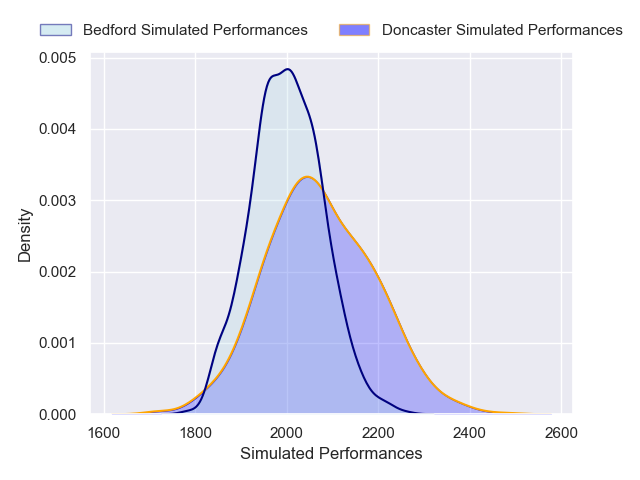 Bedford Simulated Performances
Doncaster Simulated Performances
0.005
0.004
0.003
0.002
0.001
0.000
Density
1600 1800 2000 2200 2400 2600
Simulated Performances